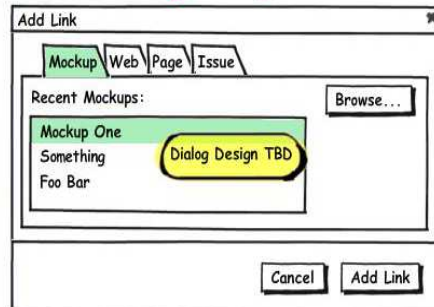 Add Link
Mockup Web Page Issue
Recent Mockups:
Browse...
Mockup One
Something
Foo Bar
Dialog Design TBD
Cancel
Add Link